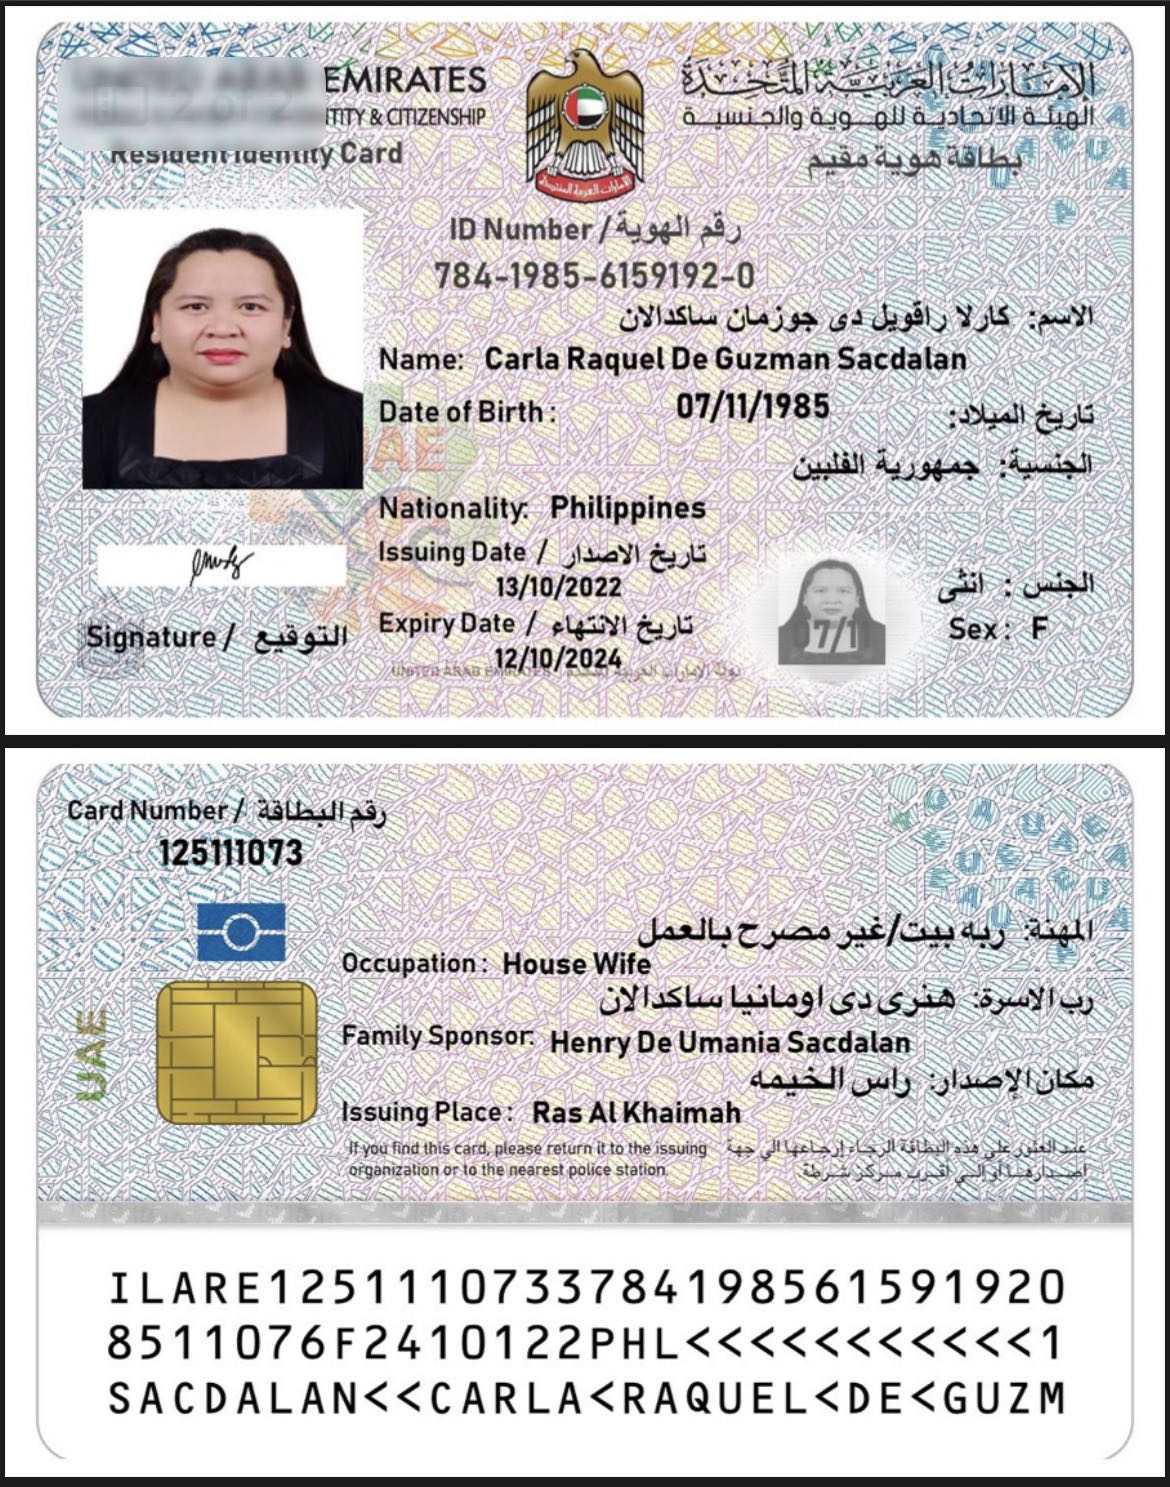 EMIRATES
TITY & CITIZENSHIP
Resident Identity Card
الإمارات العربية المتحدة
الهيئة الاتحادية للهوية والجنسية
بطاقة هوية مقيم
ID Number / رقم الهوية
784-1985-6159192-0
الاسم: كارلا راقويل دى جوزمان ساكدالان
Name: Carla Raquel De Guzman Sacdalan
Date of Birth : 07/11/1985 تاريخ الميلاد:
الجنسية: جمهورية الفلبين
Nationality: Philippines
Issuing Date / تاريخ الاصدار
13/10/2022
الجنس : انثى
Expiry Date / تاريخ الانتهاء
Sex : F
12/10/2024
Signature / التوقيع
07/1
UAE
UNITED ARAB EMIRATES
Card Number / رقم البطاقة
125111073
المهنة: ربه بيت/غير مصرح بالعمل
Occupation : House Wife
رب الاسرة: هنرى دى اومانيا ساكدالان
Family Sponsor: Henry De Umania Sacdalan
مكان الإصدار: راس الخيمه
Issuing Place : Ras Al Khaimah
UAE
If you find this card, please return it to the issuing
organization or to the nearest police station.
عند العثور على هذه البطاقة الرجاء إرجاعها الى جهة
اصدارها أو إلى أقرب مركز شرطة.
ILARE1251110733784198561591920
8511076F2410122PHL<<<<<<<<<<<1
SACDALAN<<CARLA<RAQUEL<DE<GUZM